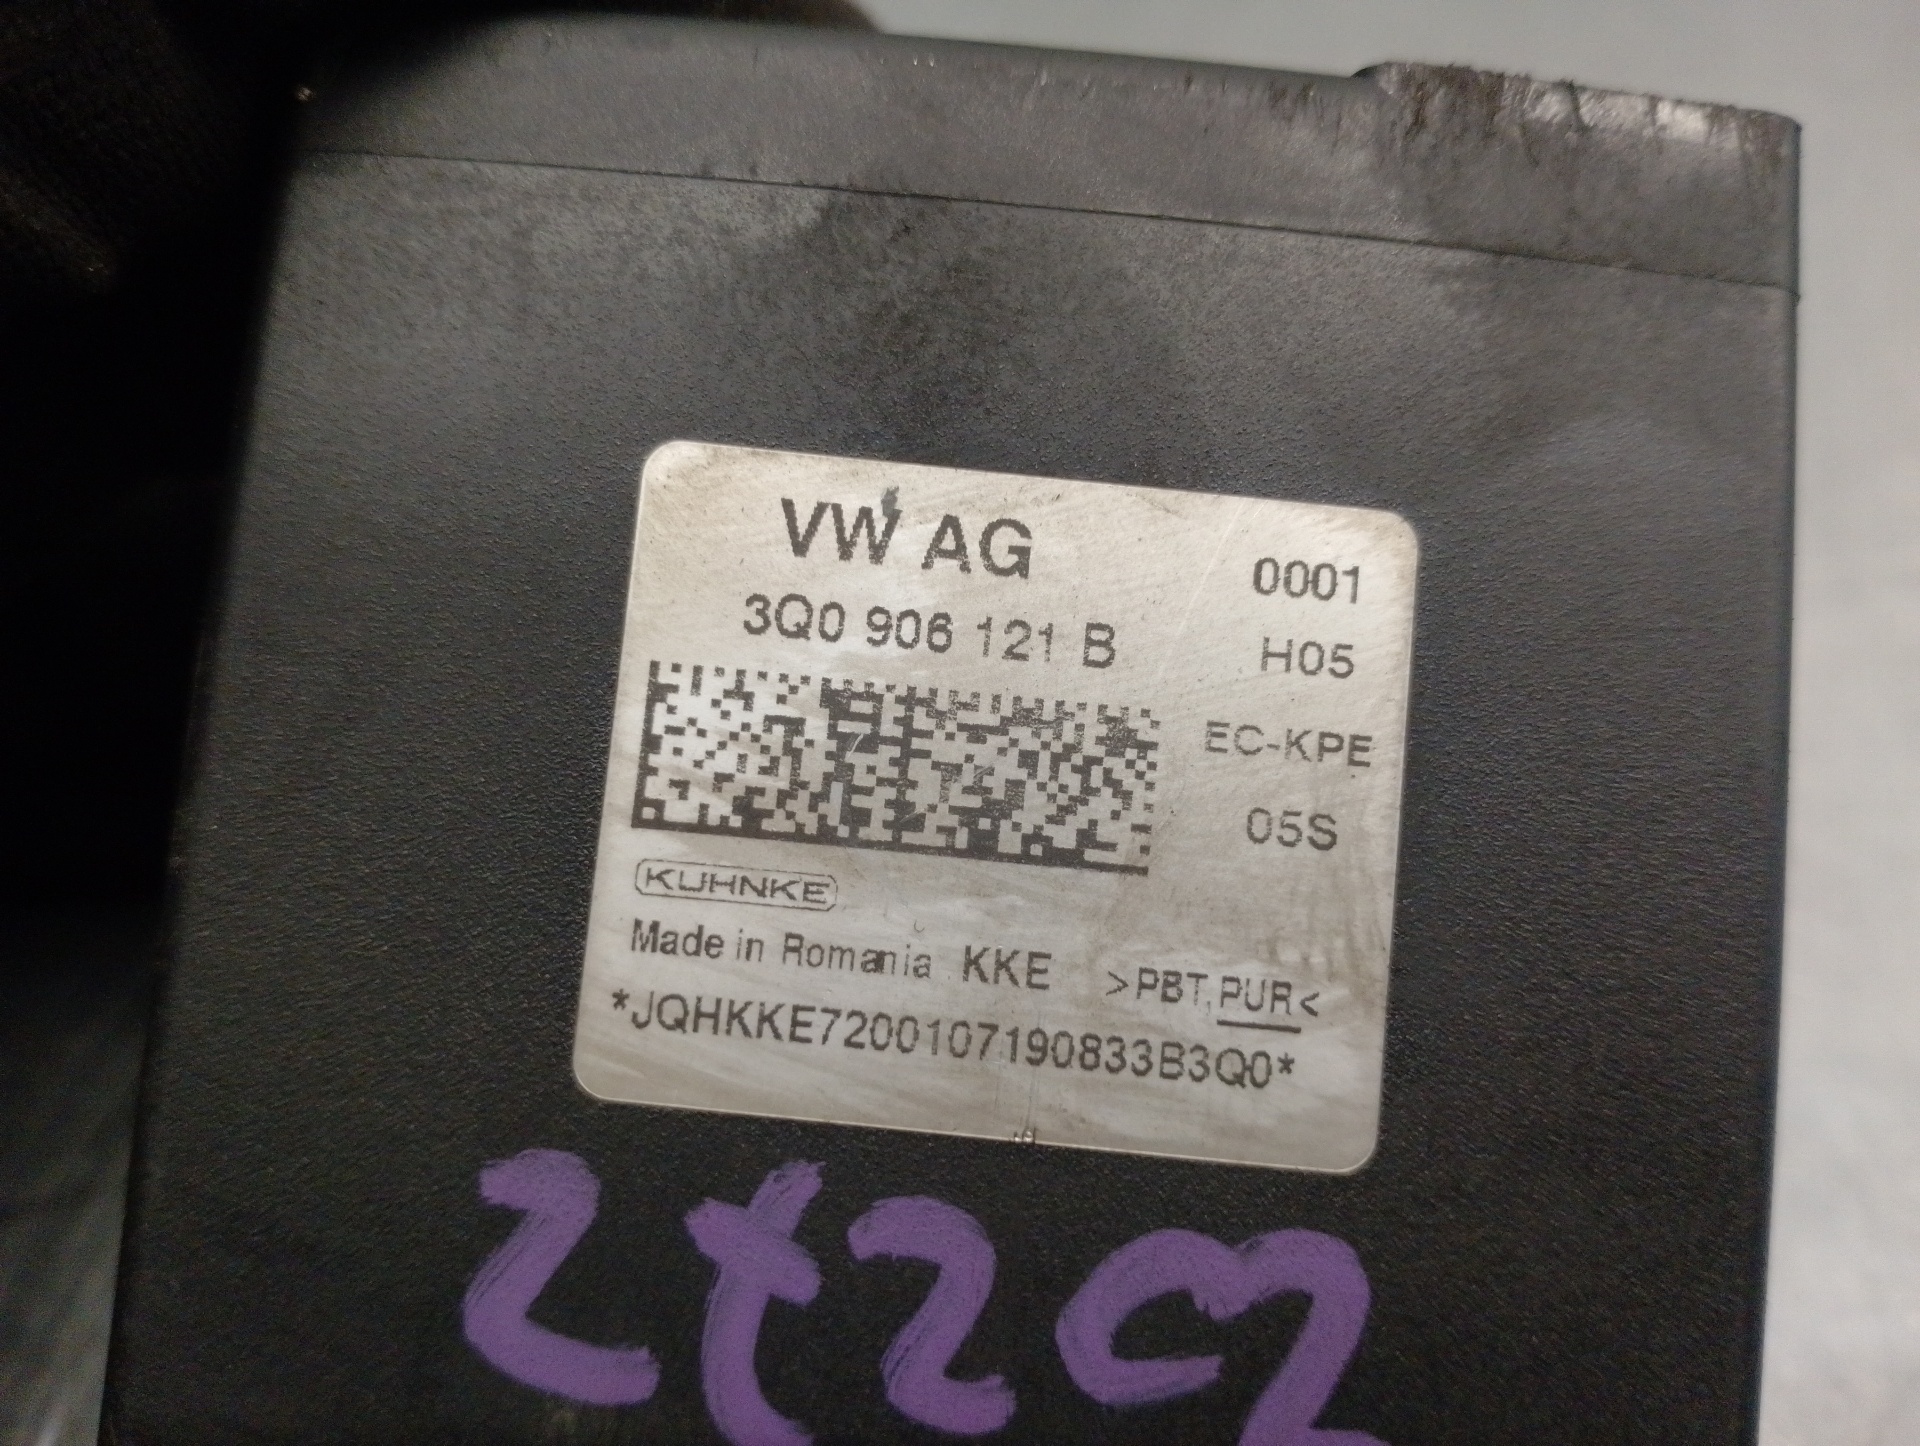 VW AG
0001
3Q0 906 121 B
H05
EC-KPE
05S
KUHNKE
Made in Romania KKE >PBT,PUR<
*JQHKKE7200107190833B3Q0*